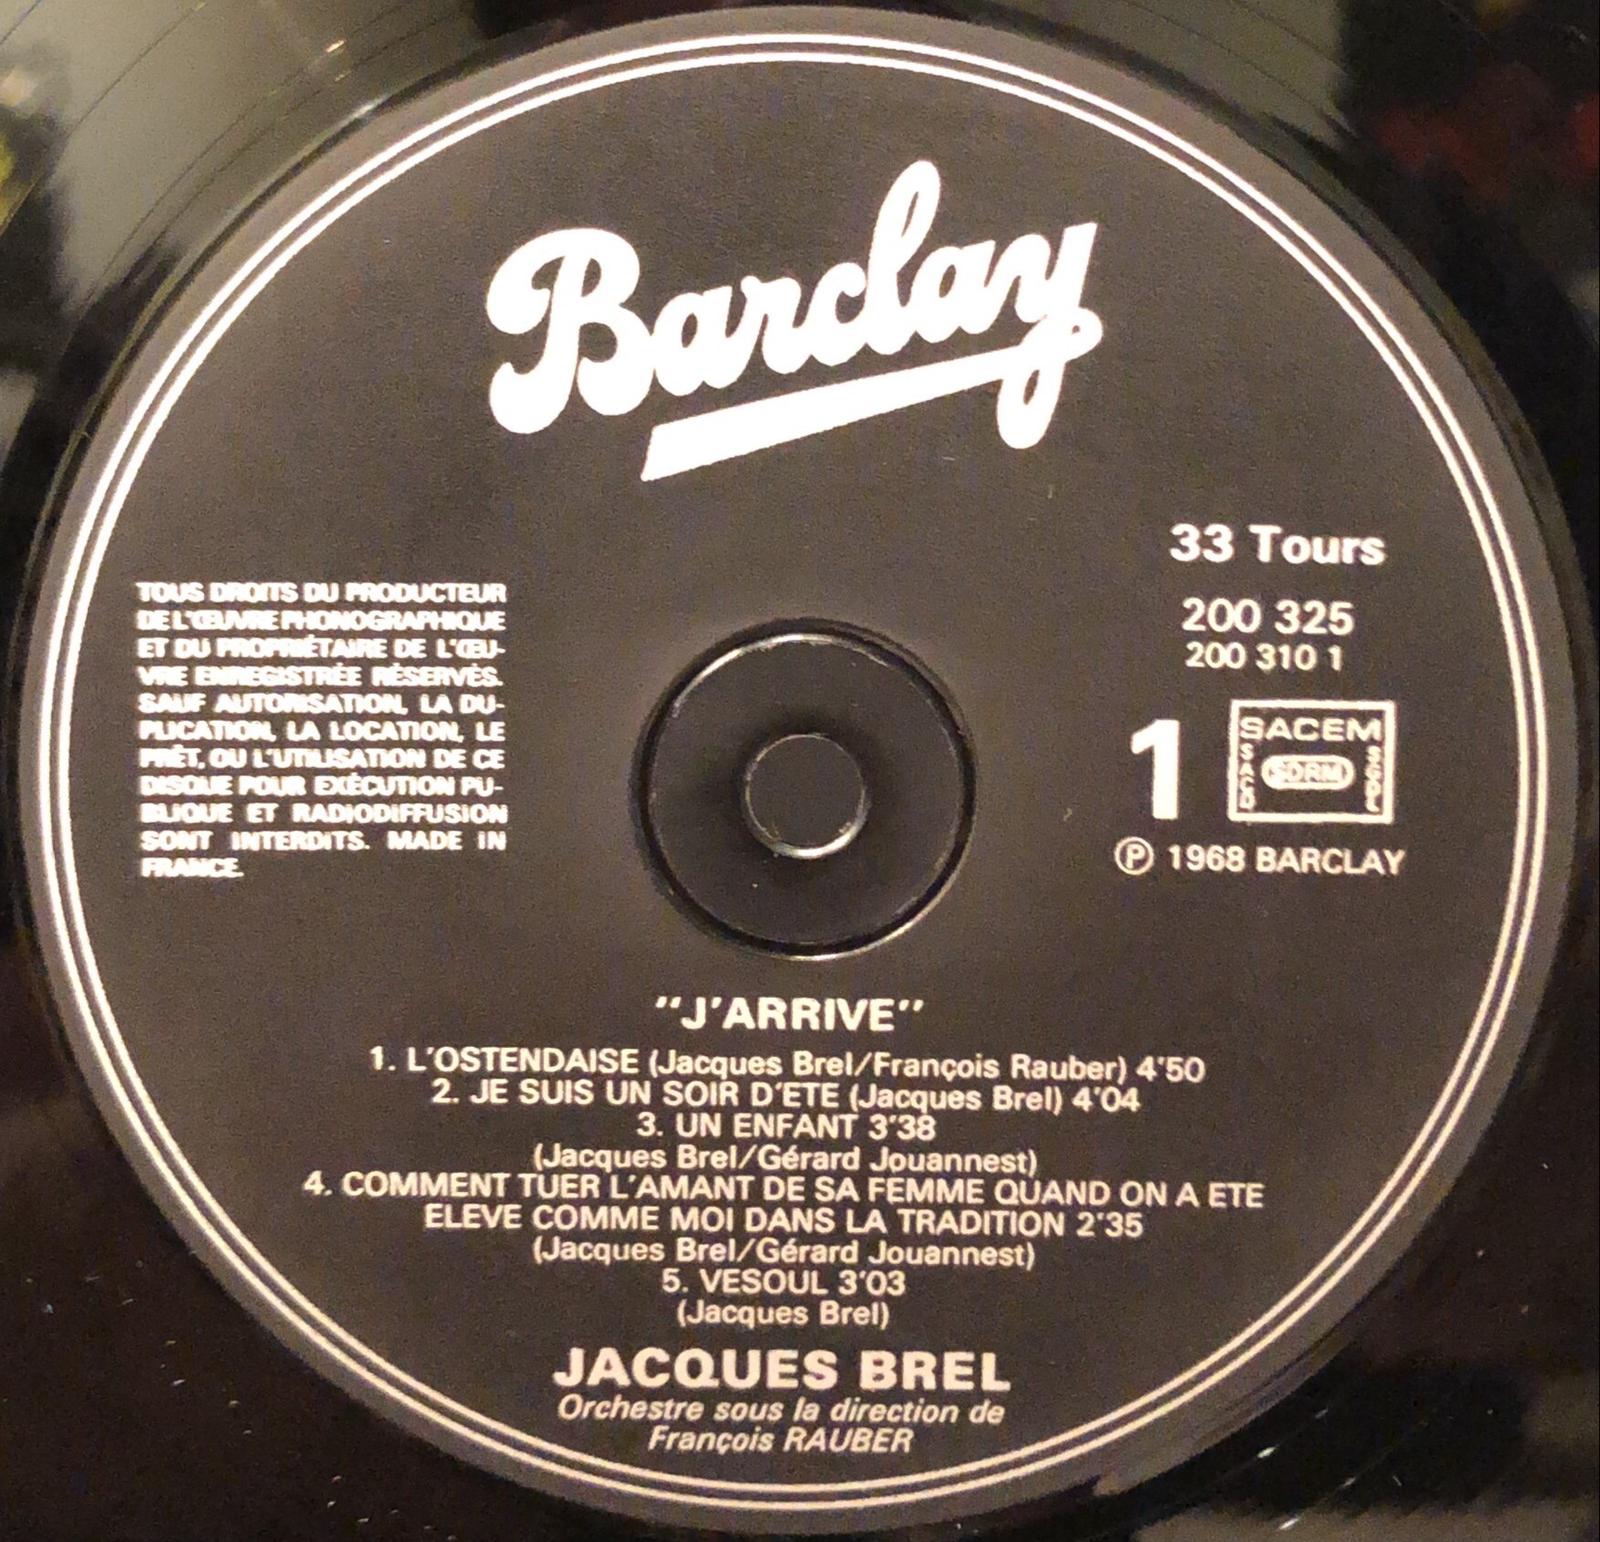 Barclay
33 Tours
200 325
200 310 1
1
SACEM
SACD
SDRM
SGDL
Ⓟ 1968 BARCLAY
TOUS DROITS DU PRODUCTEUR
DE L'ŒUVRE PHONOGRAPHIQUE
ET DU PROPRIÉTAIRE DE L'ŒU-
VRE ENREGISTRÉE RÉSERVÉS.
SAUF AUTORISATION, LA DU-
PLICATION, LA LOCATION, LE
PRÊT, OU L'UTILISATION DE CE
DISQUE POUR EXÉCUTION PU-
BLIQUE ET RADIODIFFUSION
SONT INTERDITS. MADE IN
FRANCE.
"J'ARRIVE"
1. L'OSTENDAISE (Jacques Brel/François Rauber) 4'50
2. JE SUIS UN SOIR D'ETE (Jacques Brel) 4'04
3. UN ENFANT 3'38
(Jacques Brel/Gérard Jouannest)
4. COMMENT TUER L'AMANT DE SA FEMME QUAND ON A ETE
ELEVE COMME MOI DANS LA TRADITION 2'35
(Jacques Brel/Gérard Jouannest)
5. VESOUL 3'03
(Jacques Brel)
JACQUES BREL
Orchestre sous la direction de
François RAUBER